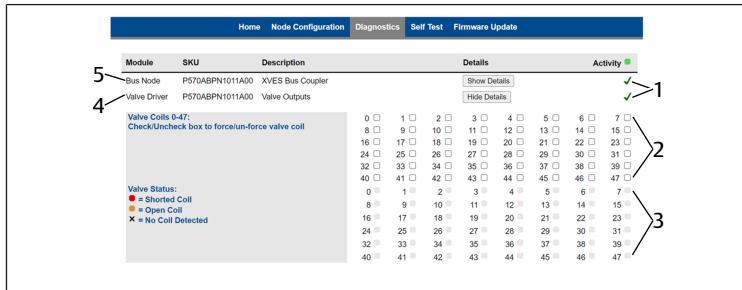 Home Node Configuration Diagnostics Self Test Firmware Update
Module SKU Description Details Activity
5 Bus Node P570ABPN1011A00 XVES Bus Coupler Show Details 1
4 Valve Driver P570ABPN1011A00 Valve Outputs Hide Details
Valve Coils 0-47:
Check/Uncheck box to force/un-force valve coil
0 1 2 3 4 5 6 7
8 9 10 11 12 13 14 15
16 17 18 19 20 21 22 23
2
24 25 26 27 28 29 30 31
32 33 34 35 36 37 38 39
40 41 42 43 44 45 46 47
Valve Status:
= Shorted Coil
= Open Coil
X = No Coil Detected
0 1 2 3 4 5 6 7
8 9 10 11 12 13 14 15
16 17 18 19 20 21 22 23
3
24 25 26 27 28 29 30 31
32 33 34 35 36 37 38 39
40 41 42 43 44 45 46 47